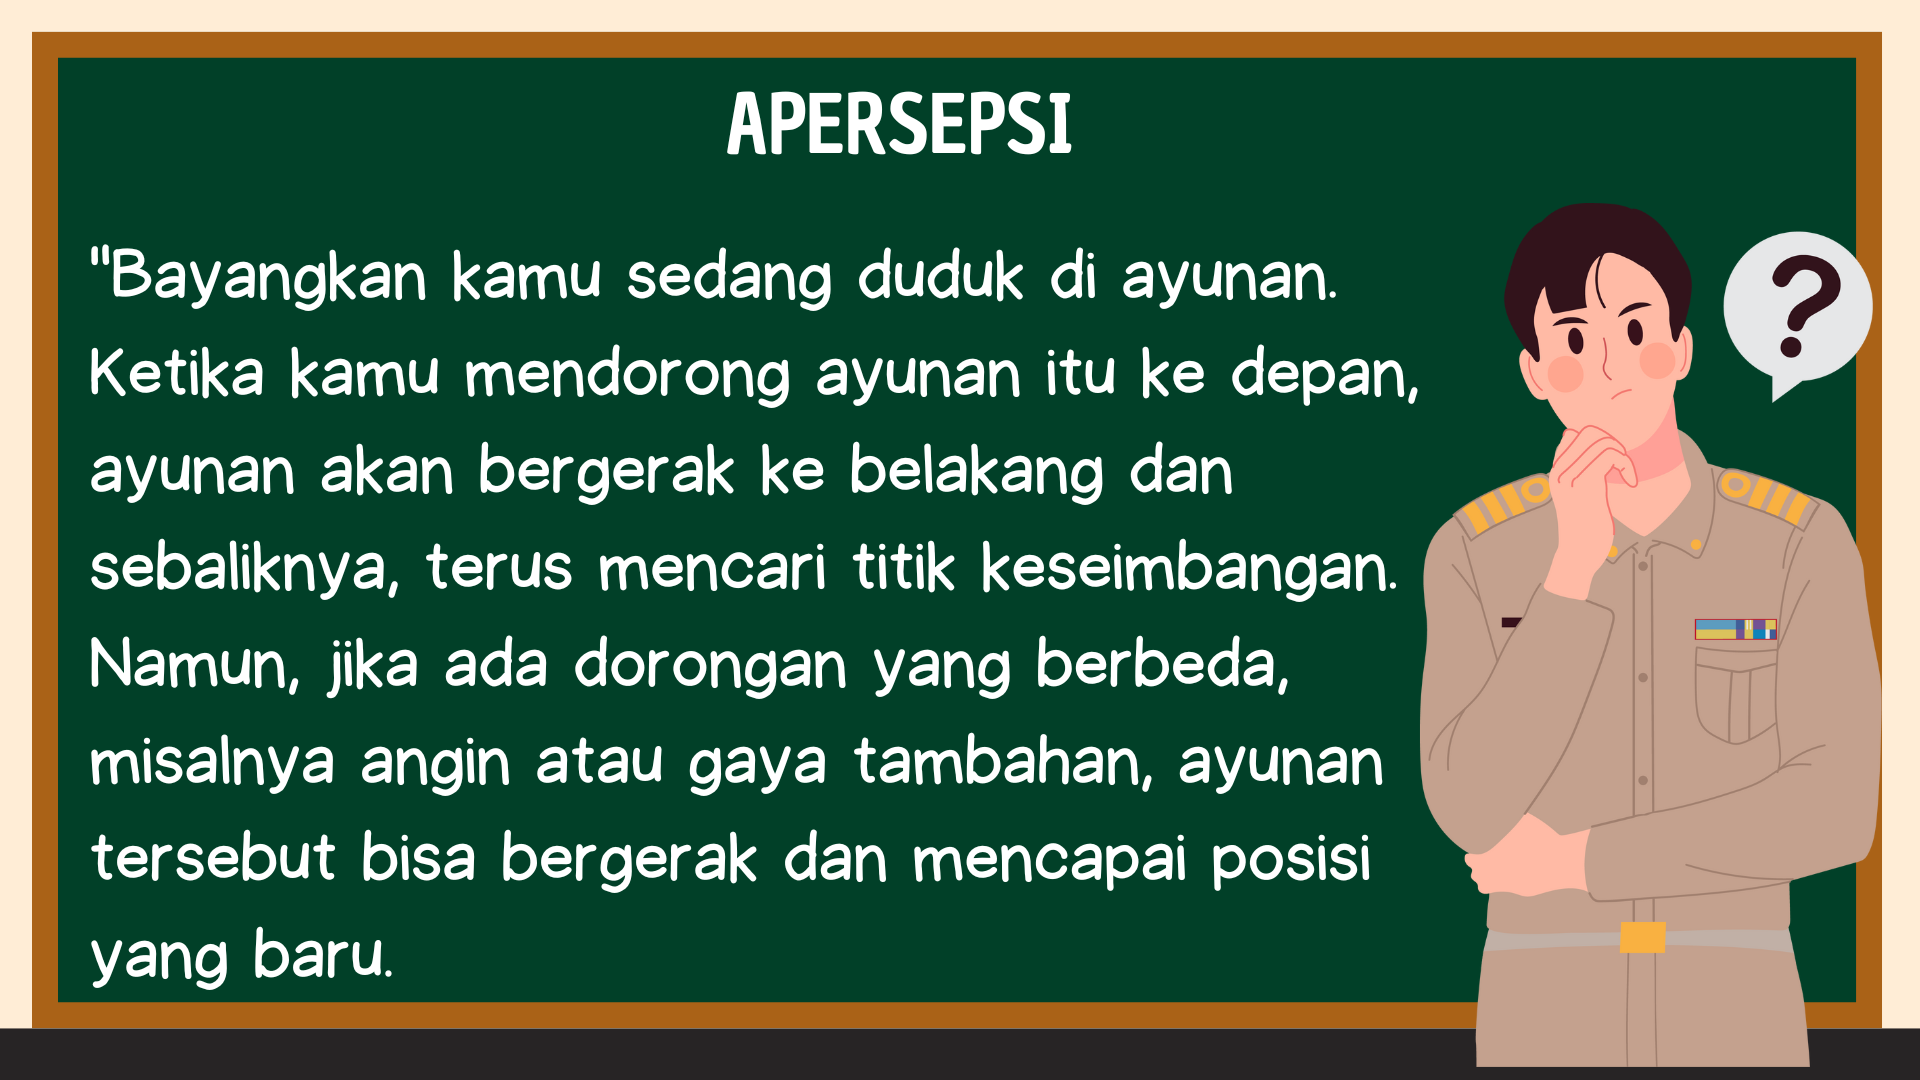 APERSEPSI
"Bayangkan kamu sedang duduk di ayunan.
Ketika kamu mendorong ayunan itu ke depan,
ayunan akan bergerak ke belakang dan
sebaliknya, terus mencari titik keseimbangan.
Namun, jika ada dorongan yang berbeda,
misalnya angin atau gaya tambahan, ayunan
tersebut bisa bergerak dan mencapai posisi
yang baru.
?